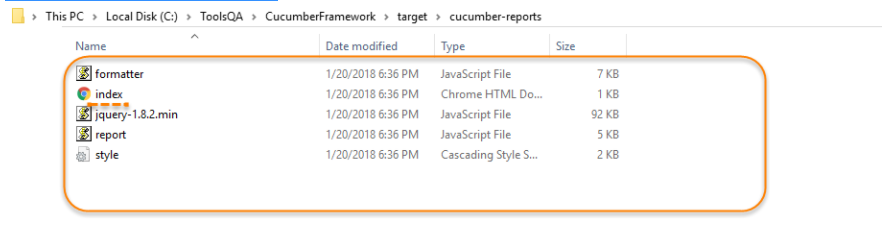 This PC > Local Disk (C:) > ToolsQA > CucumberFramework > target > cucumber-reports
Name Date modified Type Size
formatter 1/20/2018 6:36 PM JavaScript File 7 KB
index 1/20/2018 6:36 PM Chrome HTML Do... 1 KB
jquery-1.8.2.min 1/20/2018 6:36 PM JavaScript File 92 KB
report 1/20/2018 6:36 PM JavaScript File 5 KB
style 1/20/2018 6:36 PM Cascading Style S... 2 KB